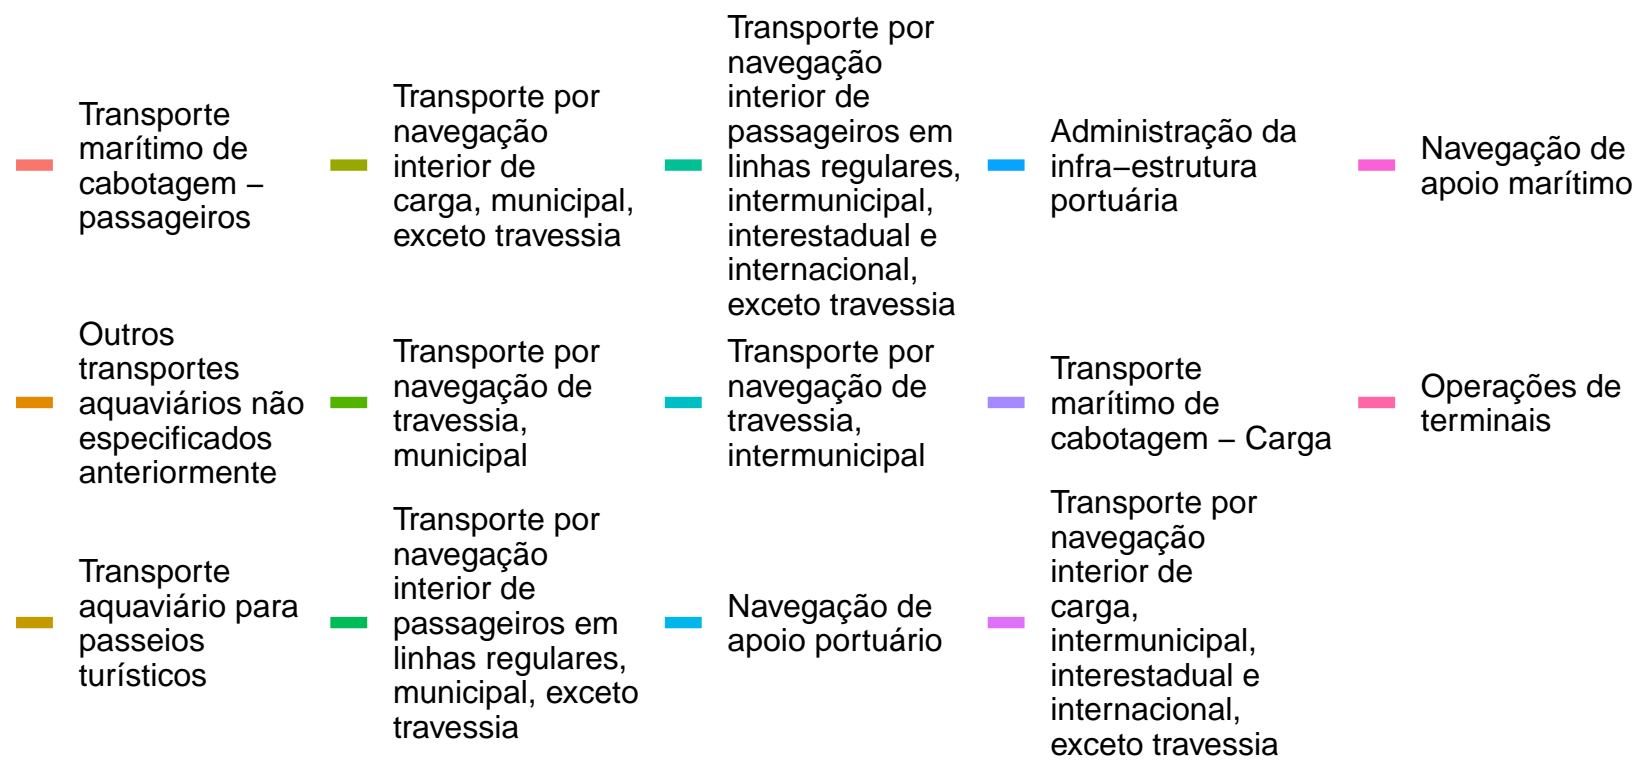 Transporte
marítimo de
cabotagem –
passageiros
Outros
transportes
aquaviários não
especificados
anteriormente
Transporte
aquaviário para
passeios
turísticos
Transporte por
navegação
interior de
carga, municipal,
exceto travessia
Transporte por
navegação de
travessia,
municipal
Transporte por
navegação
interior de
passageiros em
linhas regulares,
municipal, exceto
travessia
Transporte por
navegação
interior de
passageiros em
linhas regulares,
intermunicipal,
interestadual e
internacional,
exceto travessia
Transporte por
navegação de
travessia,
intermunicipal
Navegação de
apoio portuário
Administração da
infra–estrutura
portuária
Transporte
marítimo de
cabotagem – Carga
Transporte por
navegação
interior de
carga,
intermunicipal,
interestadual e
internacional,
exceto travessia
Navegação de
apoio marítimo
Operações de
terminais